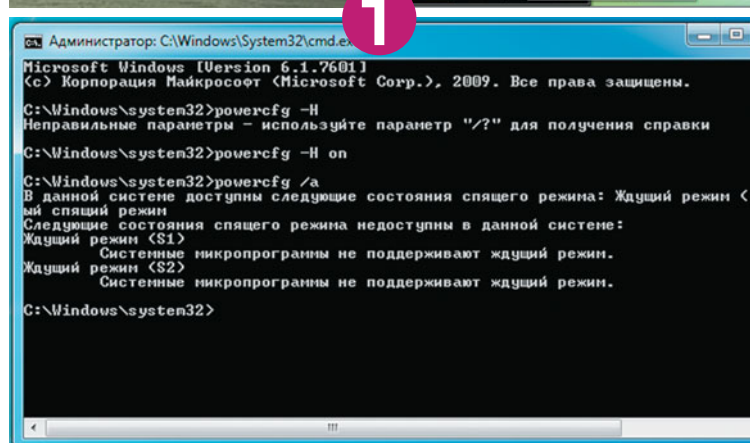 1
Администратор: C:\Windows\System32\cmd.ex
Microsoft Windows [Version 6.1.7601]
(c) Корпорация Майкрософт (Microsoft Corp.), 2009. Все права защищены.
C:\Windows\system32>powercfg -H
Неправильные параметры - используйте параметр "/?" для получения справки
C:\Windows\system32>powercfg -H on
C:\Windows\system32>powercfg /a
В данной системе доступны следующие состояния спящего режима: Ждущий режим (
ый спящий режим
Следующие состояния спящего режима недоступны в данной системе:
Ждущий режим (S1)
Системные микропрограммы не поддерживают ждущий режим.
Ждущий режим (S2)
Системные микропрограммы не поддерживают ждущий режим.
C:\Windows\system32>